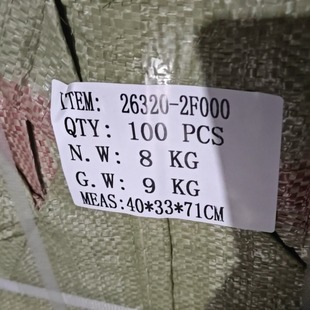 ITEM: 26320-2F000
QTY: 100 PCS
N.W: 8 KG
G.W: 9 KG
MEAS:40*33*71CM